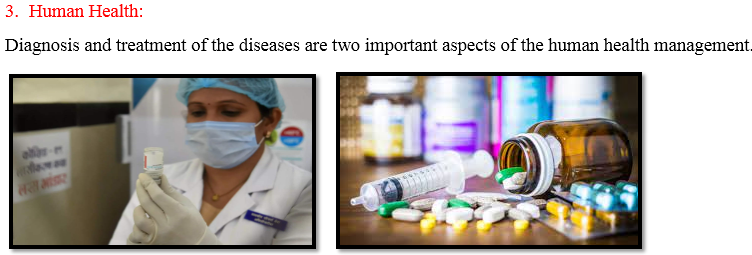 3. Human Health:
Diagnosis and treatment of the diseases are two important aspects of the human health management.